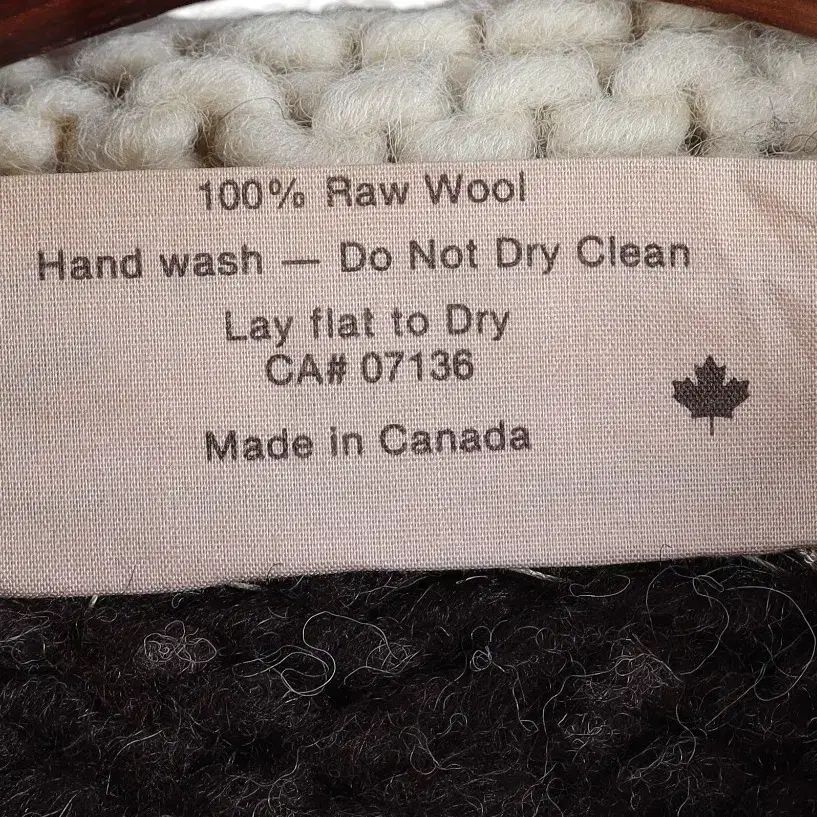 100% Raw Wool
Hand wash — Do Not Dry Clean
Lay flat to Dry
CA# 07136
Made in Canada